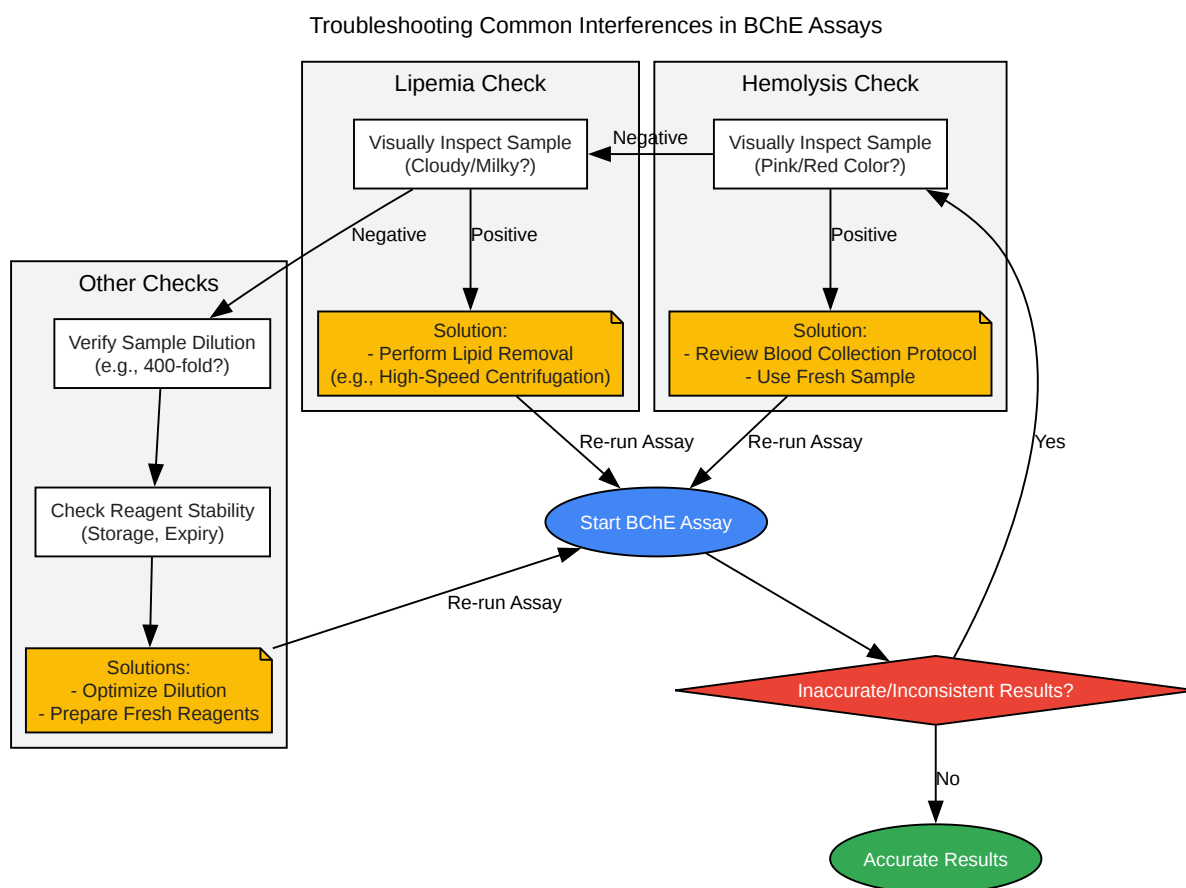 Troubleshooting Common Interferences in BChE Assays
Lipemia Check
Hemolysis Check
Visually Inspect Sample
(Cloudy/Milky?)
Negative
Visually Inspect Sample
(Pink/Red Color?)
Negative
Positive
Positive
Other Checks
Verify Sample Dilution
(e.g., 400-fold?)
Solution:
- Perform Lipid Removal
(e.g., High-Speed Centrifugation)
Solution:
- Review Blood Collection Protocol
- Use Fresh Sample
Re-run Assay
Re-run Assay
Yes
Check Reagent Stability
(Storage, Expiry)
Start BChE Assay
Re-run Assay
Solutions:
- Optimize Dilution
- Prepare Fresh Reagents
Inaccurate/Inconsistent Results?
No
Accurate Results